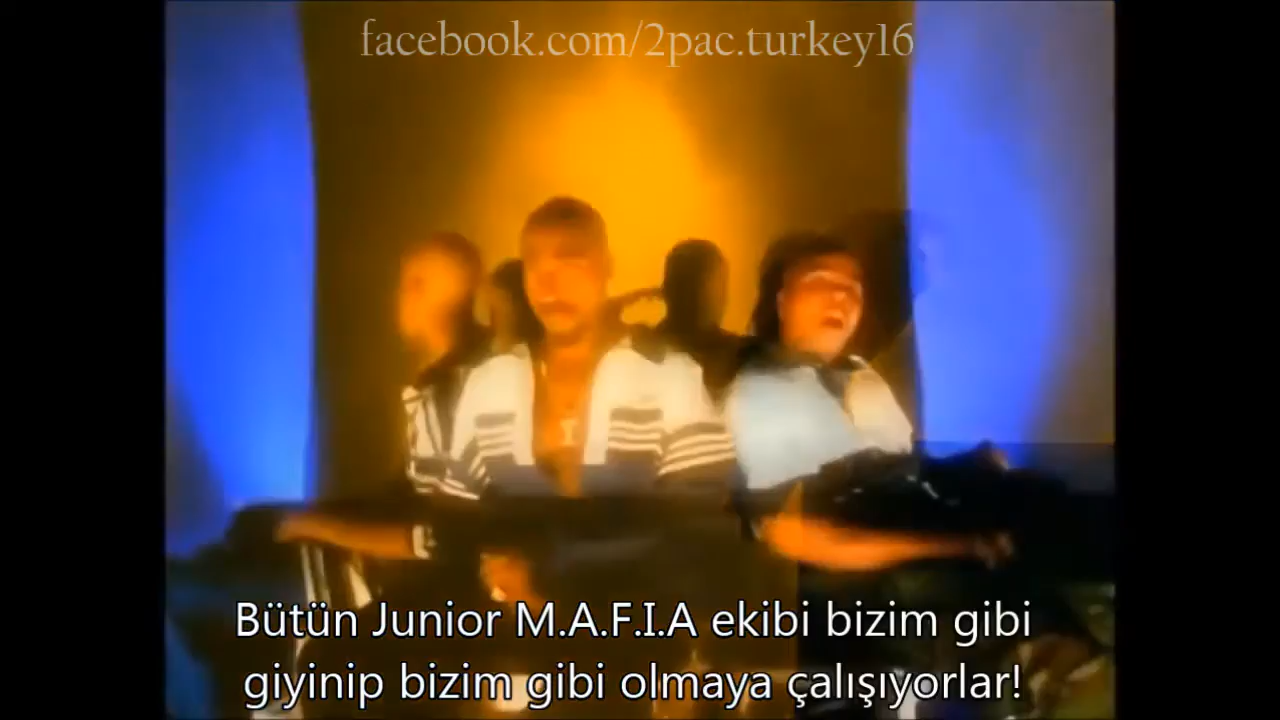 facebook.com/2pac.turkey16
Bütün Junior M.A.F.I.A ekibi bizim gibi
giyinip bizim gibi olmaya çalışıyorlar!